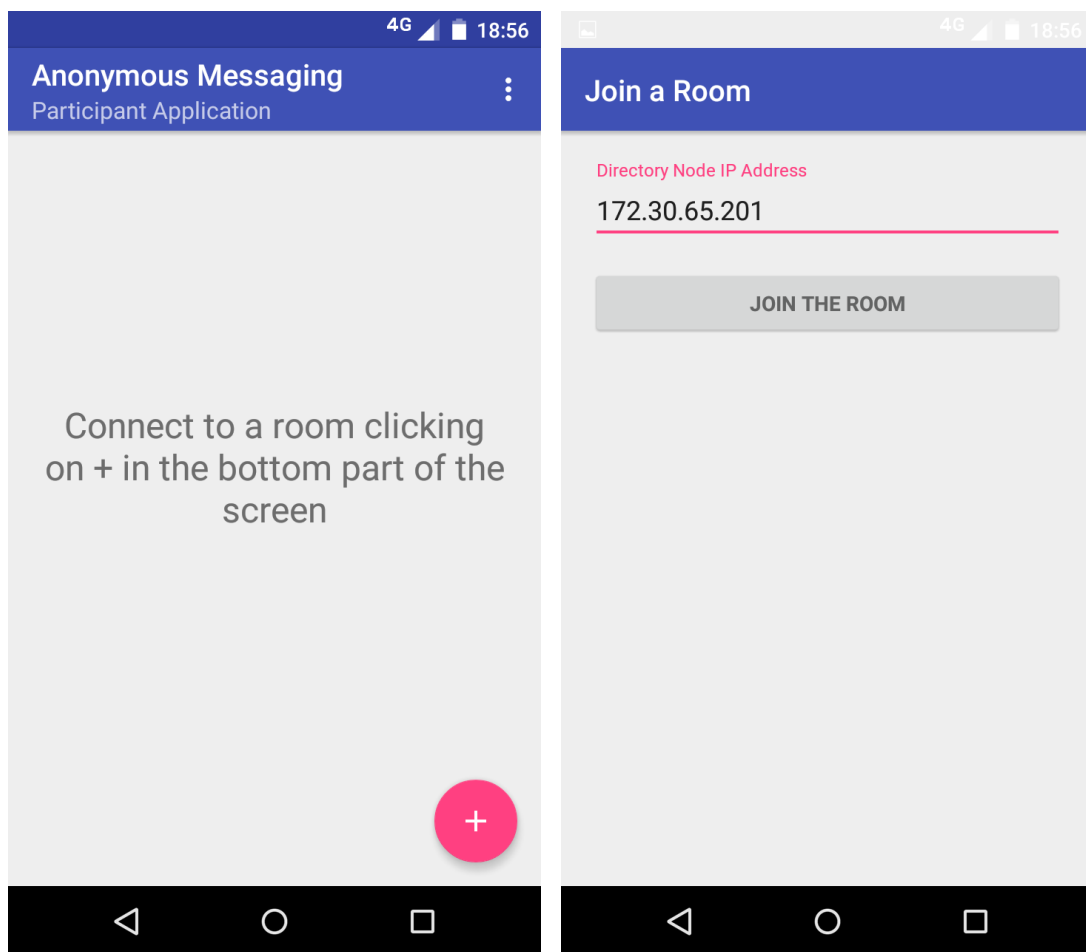 4G 18:56
Anonymous Messaging
Participant Application
Connect to a room clicking
on + in the bottom part of the
screen
+
4G 18:56
Join a Room
Directory Node IP Address
172.30.65.201
JOIN THE ROOM